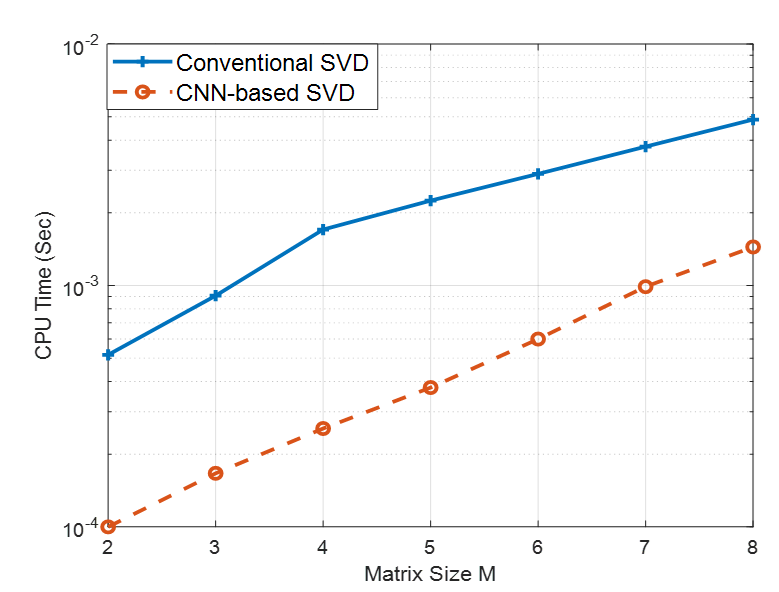 10-2
Conventional SVD
CNN-based SVD
10-3
10-4
CPU Time (Sec)
2 3 4 5 6 7 8
Matrix Size M